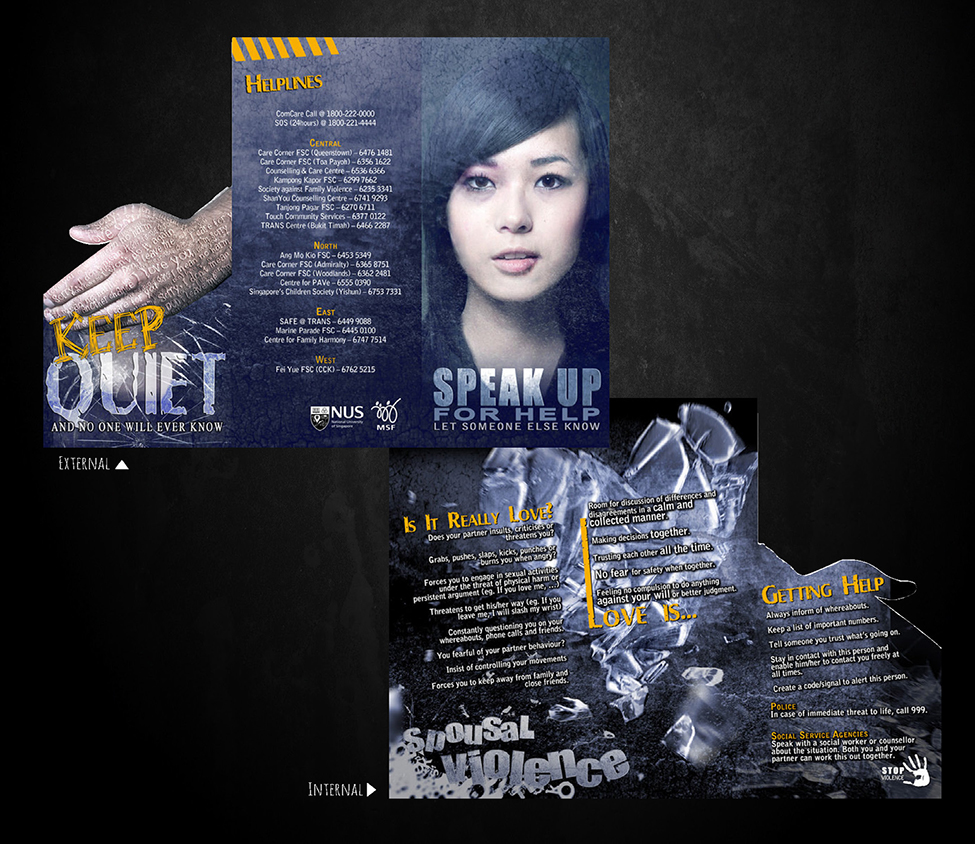 HELPLINES
ComCare Call @ 1800-222-0000
SOS (24hours) @ 1800-221-4444
CENTRAL
Care Corner FSC (Queenstown) – 6476 1481
Care Corner FSC (Toa Payoh) – 6356 1622
Counselling & Care Centre – 6536 6366
Kampong Kapor FSC – 6299 7662
Society against Family Violence – 6235 3341
ShanYou Counselling Centre – 6741 9293
Tanjong Pagar FSC – 6270 6711
Touch Community Services – 6377 0122
TRANS Centre (Bukit Timah) – 6466 2287
NORTH
Ang Mo Kio FSC – 6453 5349
Care Corner FSC (Admiralty) – 6365 8751
Care Corner FSC (Woodlands) – 6362 2481
Centre for PAVe – 6555 0390
Singapore's Children Society (Yishun) – 6753 7331
EAST
SAFE @ TRANS – 6449 9088
Marine Parade FSC – 6445 0100
Centre for Family Harmony – 6747 7514
WEST
Fei Yue FSC (CCK) – 6762 5215
NUS
National University
of Singapore
MSF
KEEP
QUIET
AND NO ONE WILL EVER KNOW
SPEAK UP
FOR HELP
LET SOMEONE ELSE KNOW
EXTERNAL
IS IT REALLY LOVE?
Does your partner insults, criticises or
threatens you?
Grabs, pushes, slaps, kicks, punches or
burns you when angry?
Forces you to engage in sexual activities
under the threat of physical harm or
persistent argument (eg. If you love me, ...)
Threatens to get his/her way (eg. If you
leave me, I will slash my wrist)
Constantly questioning you on your
whereabouts, phone calls and friends.
You fearful of your partner behaviour?
Insist of controlling your movements
Forces you to keep away from family and
close friends.
Spousal
Violence
Room for discussion of differences and
disagreements in a calm and
collected manner.
Making decisions together.
Trusting each other all the time.
No fear for safety when together.
Feeling no compulsion to do anything
against your will or better judgment.
LOVE IS...
GETTING HELP
Always inform of whereabouts.
Keep a list of important numbers.
Tell someone you trust what's going on.
Stay in contact with this person and
enable him/her to contact you freely at
all times.
Create a code/signal to alert this person.
POLICE
In case of immediate threat to life, call 999.
SOCIAL SERVICE AGENCIES
Speak with a social worker or counsellor
about the situation. Both you and your
partner can work this out together.
STOP
VIOLENCE
INTERNAL